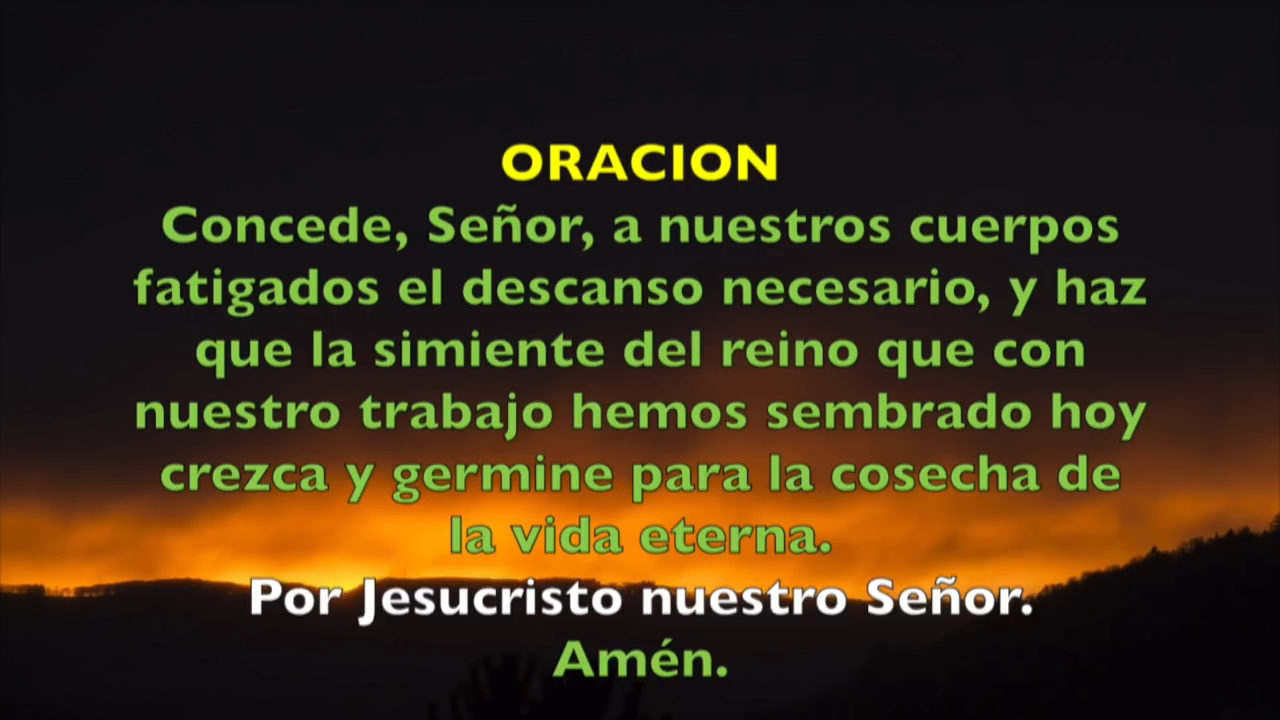 ORACION
Concede, Señor, a nuestros cuerpos
fatigados el descanso necesario, y haz
que la simiente del reino que con
nuestro trabajo hemos sembrado hoy
crezca y germine para la cosecha de
la vida eterna.
Por Jesucristo nuestro Señor.
Amén.